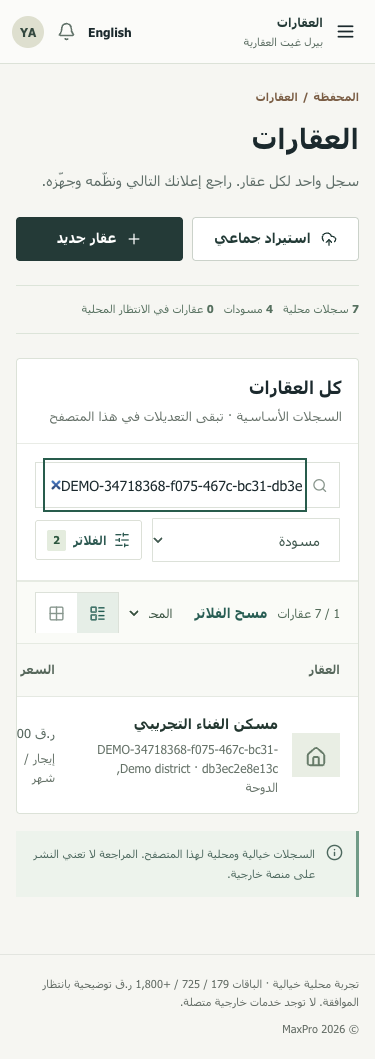 العقارات
بيرل غيت العقارية
English
YA
المحفظة / العقارات
العقارات
سجل واحد لكل عقار. راجع إعلانك التالي ونظّمه وجهّزه.
استيراد جماعي
عقار جديد
7 سجلات محلية 4 مسودات 0 عقارات في الانتظار المحلية
كل العقارات
السجلات الأساسية · تبقى التعديلات في هذا المتصفح
DEMO-34718368-f075-467c-bc31-db3e
مسودة
الفلاتر 2
1 / 7 عقارات
مسح الفلاتر
المح
العقار
السعر
مسكن الفناء التجريبي
DEMO-34718368-f075-467c-bc31-
db3ec2e8e13c · Demo district,
الدوحة
ر.ق 00
إيجار /
شهر
السجلات خيالية ومحلية لهذا المتصفح. المراجعة لا تعني النشر
على منصة خارجية.
تجربة محلية خيالية · الباقات 179 / 725 / +1,800 ر.ق توضيحية بانتظار
الموافقة. لا توجد خدمات خارجية متصلة.
© 2026 MaxPro